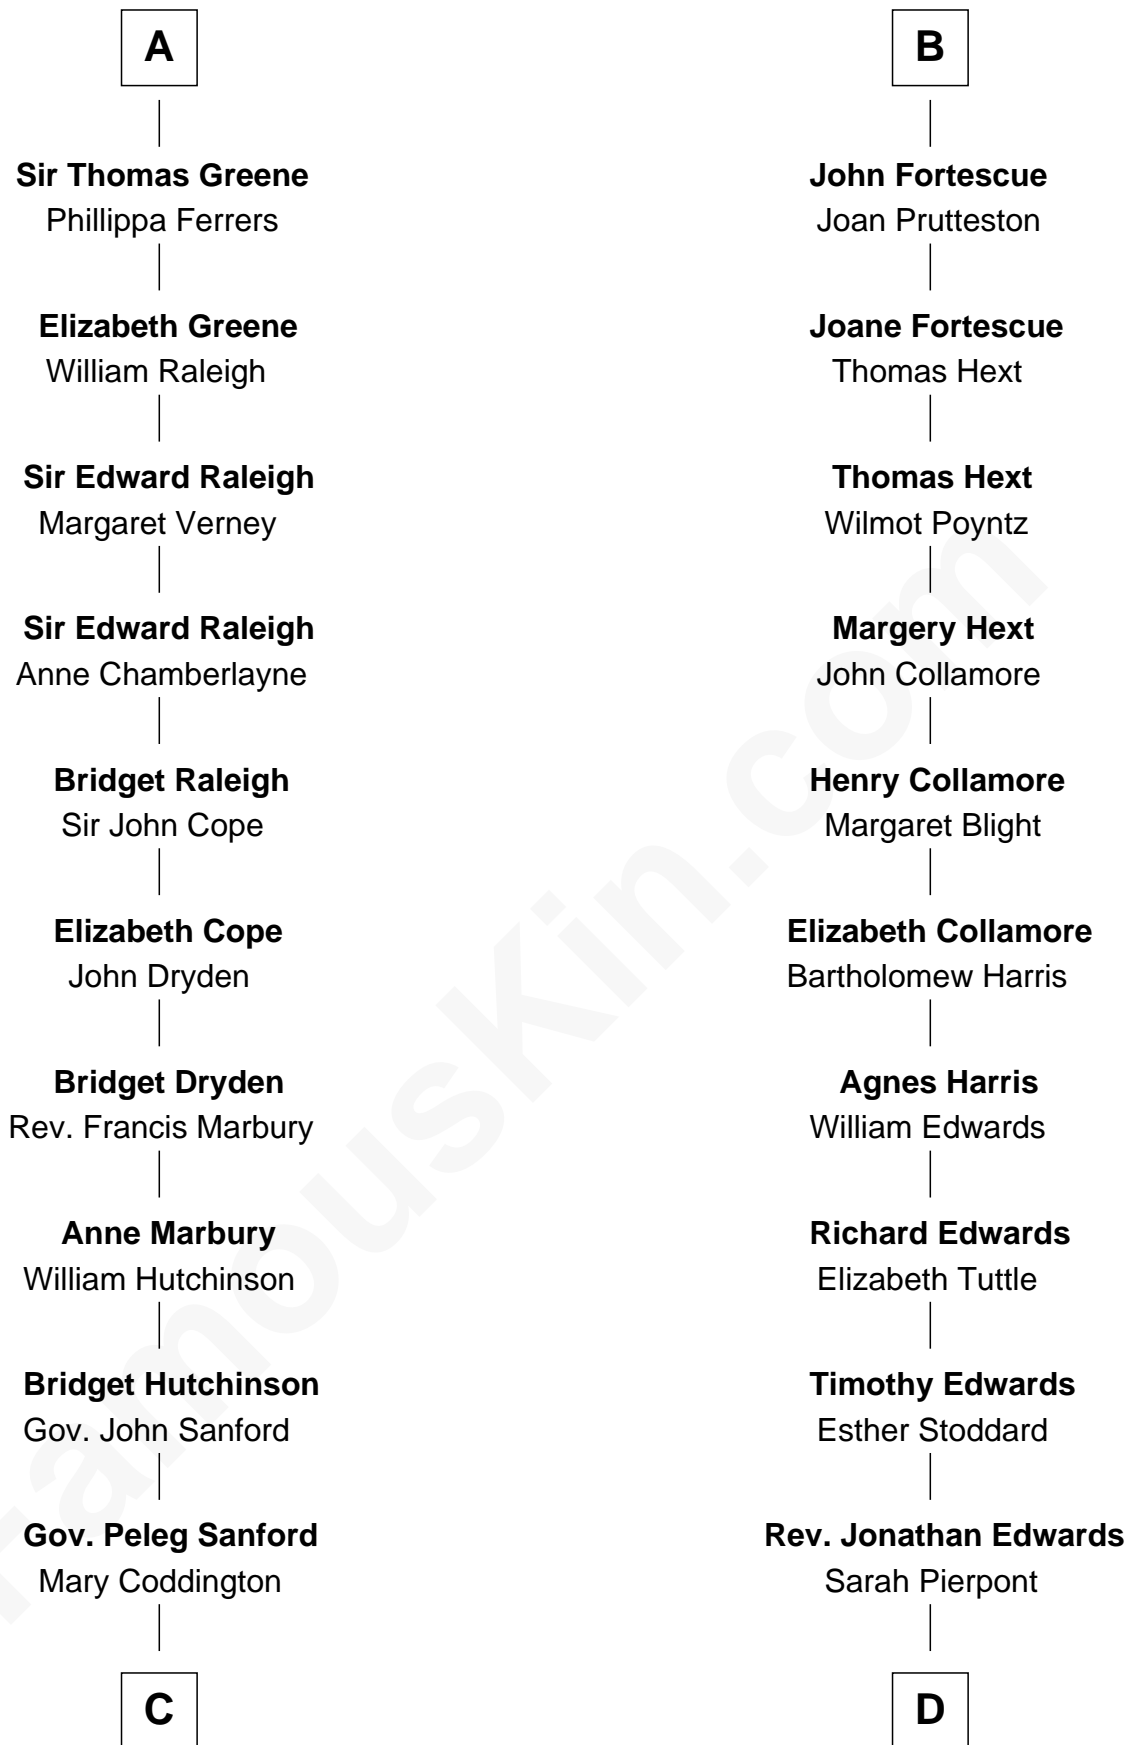 A
Sir Thomas Greene
Phillippa Ferrers
Elizabeth Greene
William Raleigh
Sir Edward Raleigh
Margaret Verney
Sir Edward Raleigh
Anne Chamberlayne
Bridget Raleigh
Sir John Cope
Elizabeth Cope
John Dryden
Bridget Dryden
Rev. Francis Marbury
Anne Marbury
William Hutchinson
Bridget Hutchinson
Gov. John Sanford
Gov. Peleg Sanford
Mary Coddington
C
B
John Fortescue
Joan Prutteston
Joane Fortescue
Thomas Hext
Thomas Hext
Wilmot Poyntz
Margery Hext
John Collamore
Henry Collamore
Margaret Blight
Elizabeth Collamore
Bartholomew Harris
Agnes Harris
William Edwards
Richard Edwards
Elizabeth Tuttle
Timothy Edwards
Esther Stoddard
Rev. Jonathan Edwards
Sarah Pierpont
D
FamousKin.com